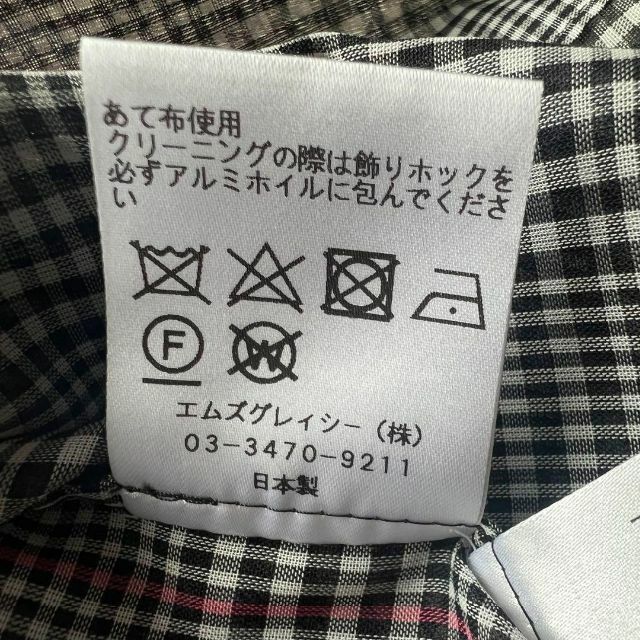 あて布使用
クリーニングの際は飾りホックを
必ずアルミホイルに包んでくださ
い
F W
エムズグレイシー(株)
03-3470-9211
日本製